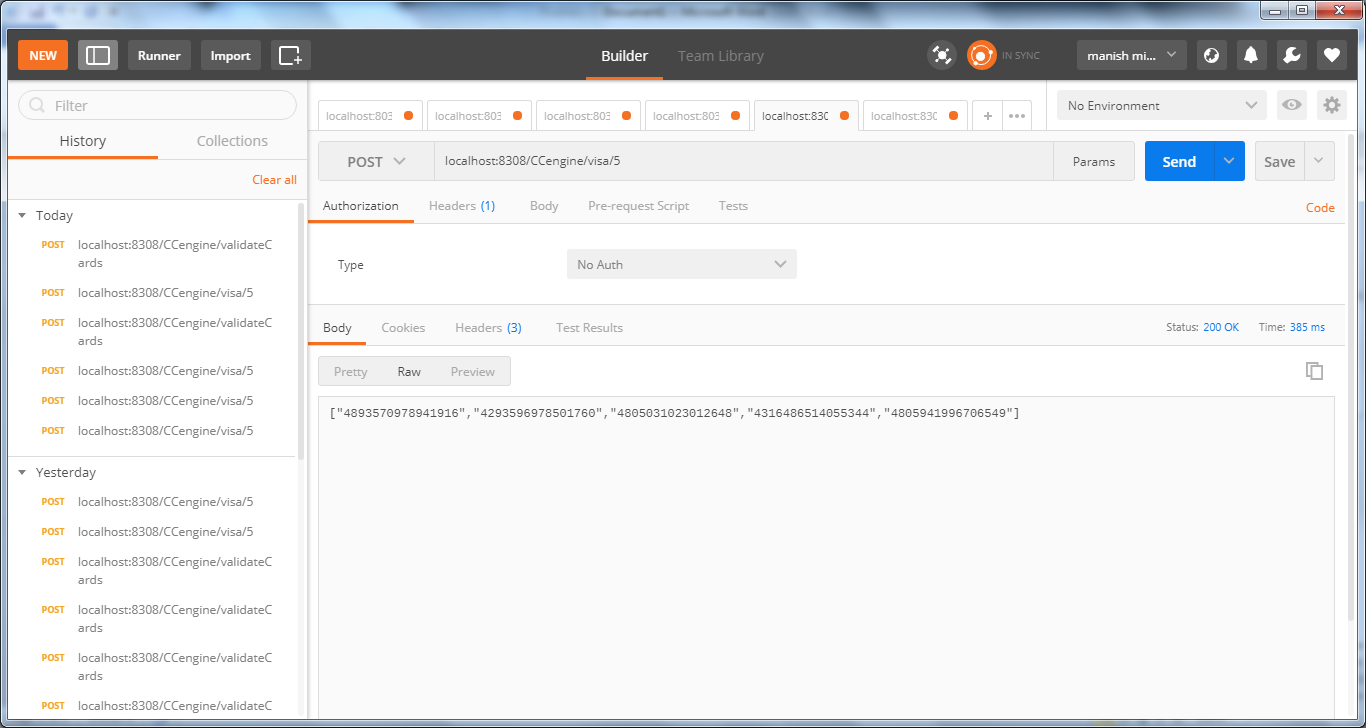 NEW Runner Import Builder Team Library IN SYNC manish mi...
Filter
History Collections
Clear all
Today
POST localhost:8308/CCengine/validateC
ards
POST localhost:8308/CCengine/visa/5
POST localhost:8308/CCengine/validateC
ards
POST localhost:8308/CCengine/visa/5
POST localhost:8308/CCengine/visa/5
POST localhost:8308/CCengine/visa/5
Yesterday
POST localhost:8308/CCengine/visa/5
POST localhost:8308/CCengine/visa/5
POST localhost:8308/CCengine/validateC
ards
POST localhost:8308/CCengine/validateC
ards
POST localhost:8308/CCengine/validateC
ards
POST localhost:8308/CCengine/validateC
localhost:803 localhost:803 localhost:803 localhost:803 localhost:830 localhost:830 + ••• No Environment
POST localhost:8308/CCengine/visa/5 Params Send Save
Authorization Headers (1) Body Pre-request Script Tests Code
Type No Auth
Body Cookies Headers (3) Test Results Status: 200 OK Time: 385 ms
Pretty Raw Preview
["4893570978941916","4293596978501760","4805031023012648","4316486514055344","4805941996706549"]